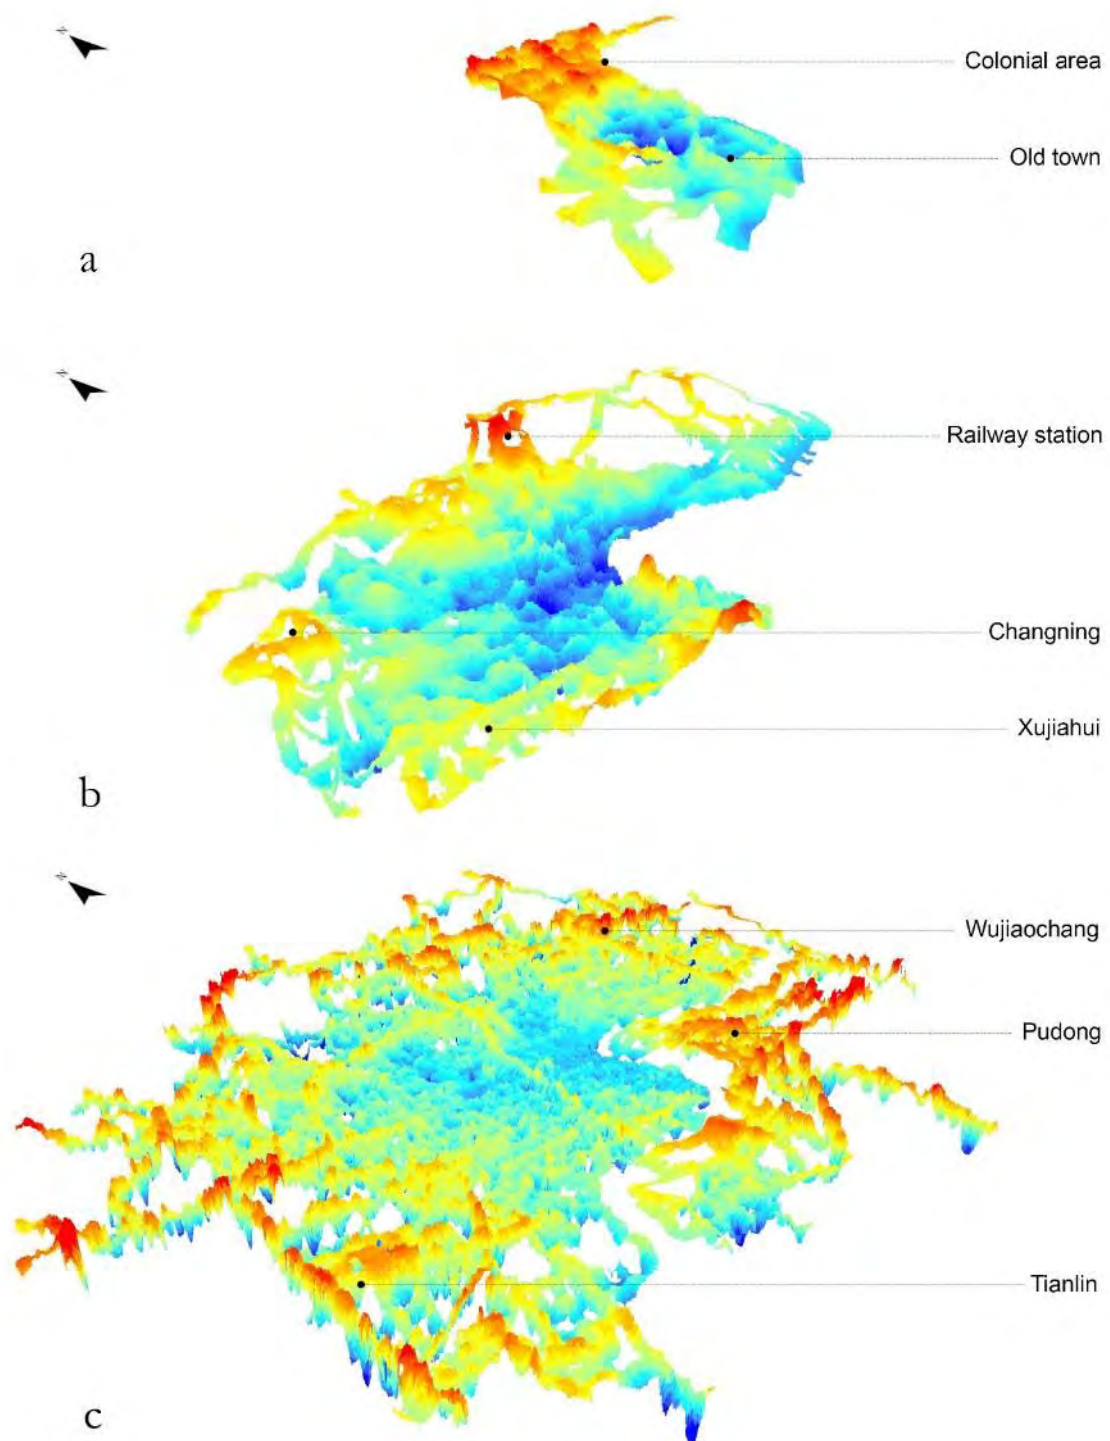 N
Colonial area
Old town
a
N
Railway station
Changning
Xujiahui
b
N
Wujiaochang
Pudong
Tianlin
c